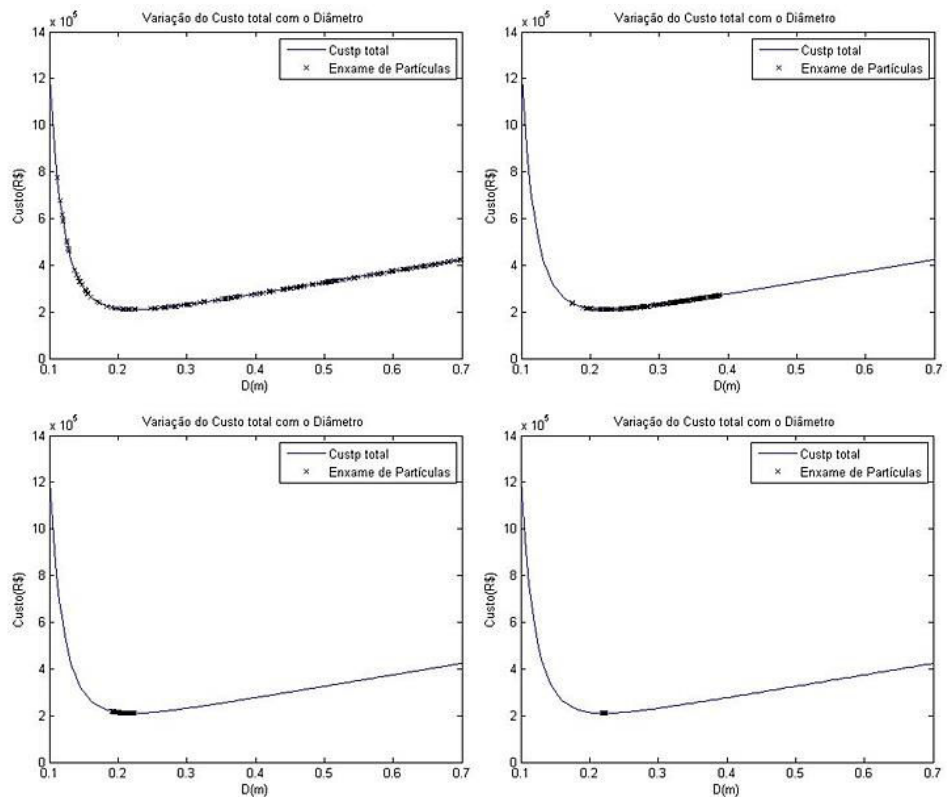 Variação do Custo total com o Diâmetro
x 10^5
14
12
10
8
6
4
2
0
Custo(R$)
Custp total
Enxame de Partículas
0.1 0.2 0.3 0.4 0.5 0.6 0.7
D(m)
Variação do Custo total com o Diâmetro
x 10^5
14
12
10
8
6
4
2
0
Custo(R$)
Custp total
Enxame de Partículas
0.1 0.2 0.3 0.4 0.5 0.6 0.7
D(m)
Variação do Custo total com o Diâmetro
x 10^5
14
12
10
8
6
4
2
0
Custo(R$)
Custp total
Enxame de Partículas
0.1 0.2 0.3 0.4 0.5 0.6 0.7
D(m)
Variação do Custo total com o Diâmetro
x 10^5
14
12
10
8
6
4
2
0
Custo(R$)
Custp total
Enxame de Partículas
0.1 0.2 0.3 0.4 0.5 0.6 0.7
D(m)